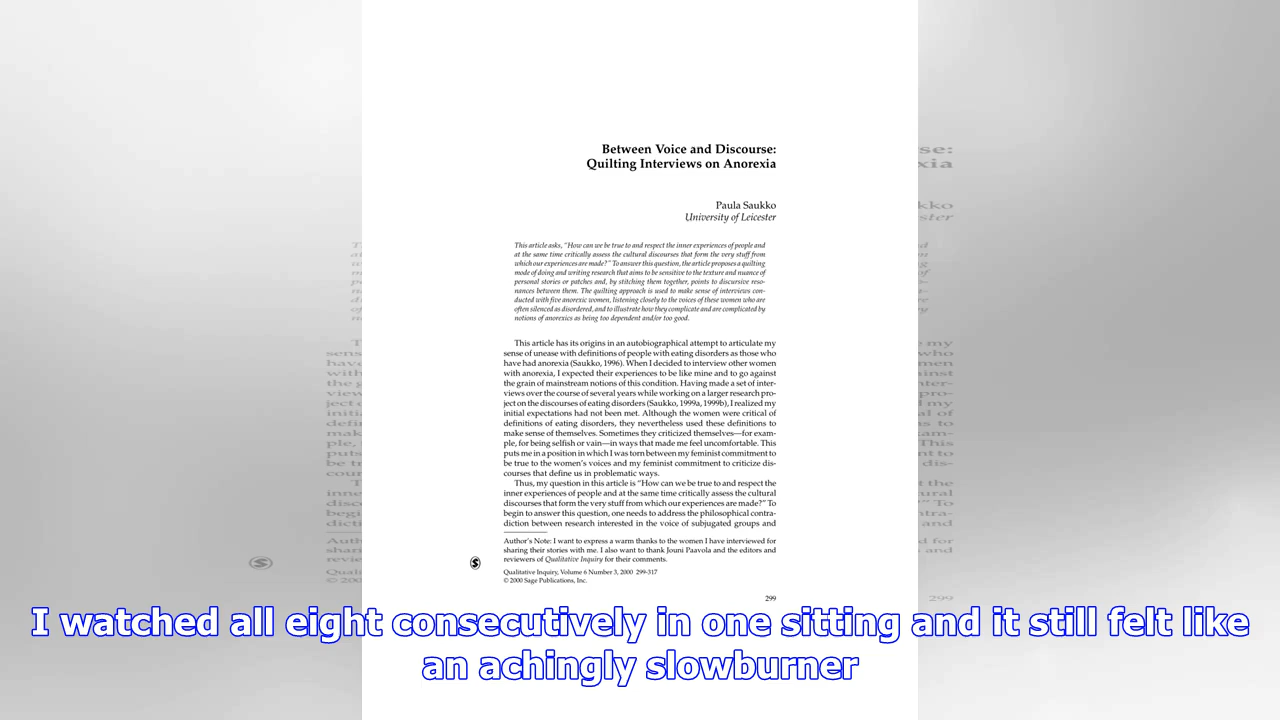 Between Voice and Discourse:
Quilting Interviews on Anorexia
Paula Saukko
University of Leicester
This article asks, “How can we be true to and respect the inner experiences of people and
at the same time critically assess the cultural discourses that form the very stuff from
which our experiences are made?” To answer this question, the article proposes a quilting
mode of doing and writing research that aims to be sensitive to the texture and nuance of
personal stories or patches and, by stitching them together, points to discursive reso-
nances between them. The quilting approach is used to make sense of interviews con-
ducted with five anorexic women, listening closely to the voices of these women who are
often silenced as disordered, and to illustrate how they complicate and are complicated by
notions of anorexics as being too dependent and/or too good.
This article has its origins in an autobiographical attempt to articulate my
sense of unease with definitions of people with eating disorders as those who
have had anorexia (Saukko, 1996). When I decided to interview other women
with anorexia, I expected their experiences to be like mine and to go against
the grain of mainstream notions of this condition. Having made a set of inter-
views over the course of several years while working on a larger research pro-
ject on the discourses of eating disorders (Saukko, 1999a, 1999b), I realized my
initial expectations had not been met. Although the women were critical of
definitions of eating disorders, they nevertheless used these definitions to
make sense of themselves. Sometimes they criticized themselves—for exam-
ple, for being selfish or vain—in ways that made me feel uncomfortable. This
puts me in a position in which I was torn between my feminist commitment to
be true to the women’s voices and my feminist commitment to criticize dis-
courses that define us in problematic ways.
Thus, my question in this article is “How can we be true to and respect the
inner experiences of people and at the same time critically assess the cultural
discourses that form the very stuff from which our experiences are made?” To
begin to answer this question, one needs to address the philosophical contra-
diction between research interested in the voice of subjugated groups and
Author’s Note: I want to express a warm thanks to the women I have interviewed for
sharing their stories with me. I also want to thank Jouni Paavola and the editors and
reviewers of Qualitative Inquiry for their comments.
Qualitative Inquiry, Volume 6 Number 3, 2000 299-317
© 2000 Sage Publications, Inc.
299
I watched all eight consecutively in one sitting and it still felt like
an achingly slowburner